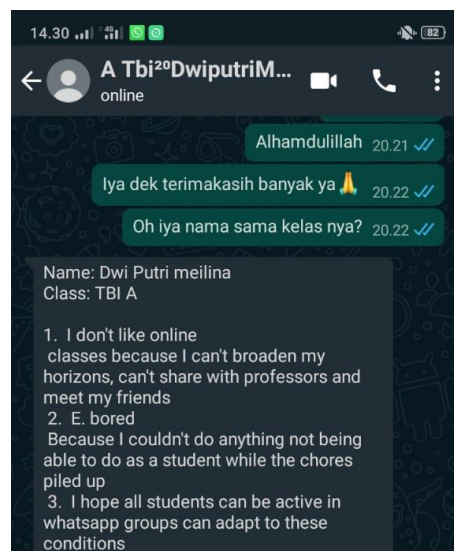 14.30
82
A Tbi²⁰DwiputriM...
online
Alhamdulillah 20.21
Iya dek terimakasih banyak ya🙏 20.22
Oh iya nama sama kelas nya? 20.22
Name: Dwi Putri meilina
Class: TBI A
1. I don't like online
classes because I can't broaden my
horizons, can't share with professors and
meet my friends
2. E. bored
Because I couldn't do anything not being
able to do as a student while the chores
piled up
3. I hope all students can be active in
whatsapp groups can adapt to these
conditions